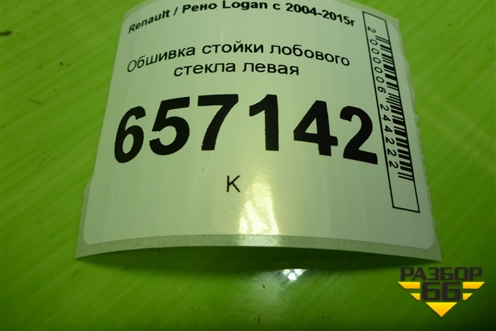 Renault / Рено Logan с 2004-2015г
Обшивка стойки лобового
стекла левая
657142
К
2000006244222
РАЗБОР
66